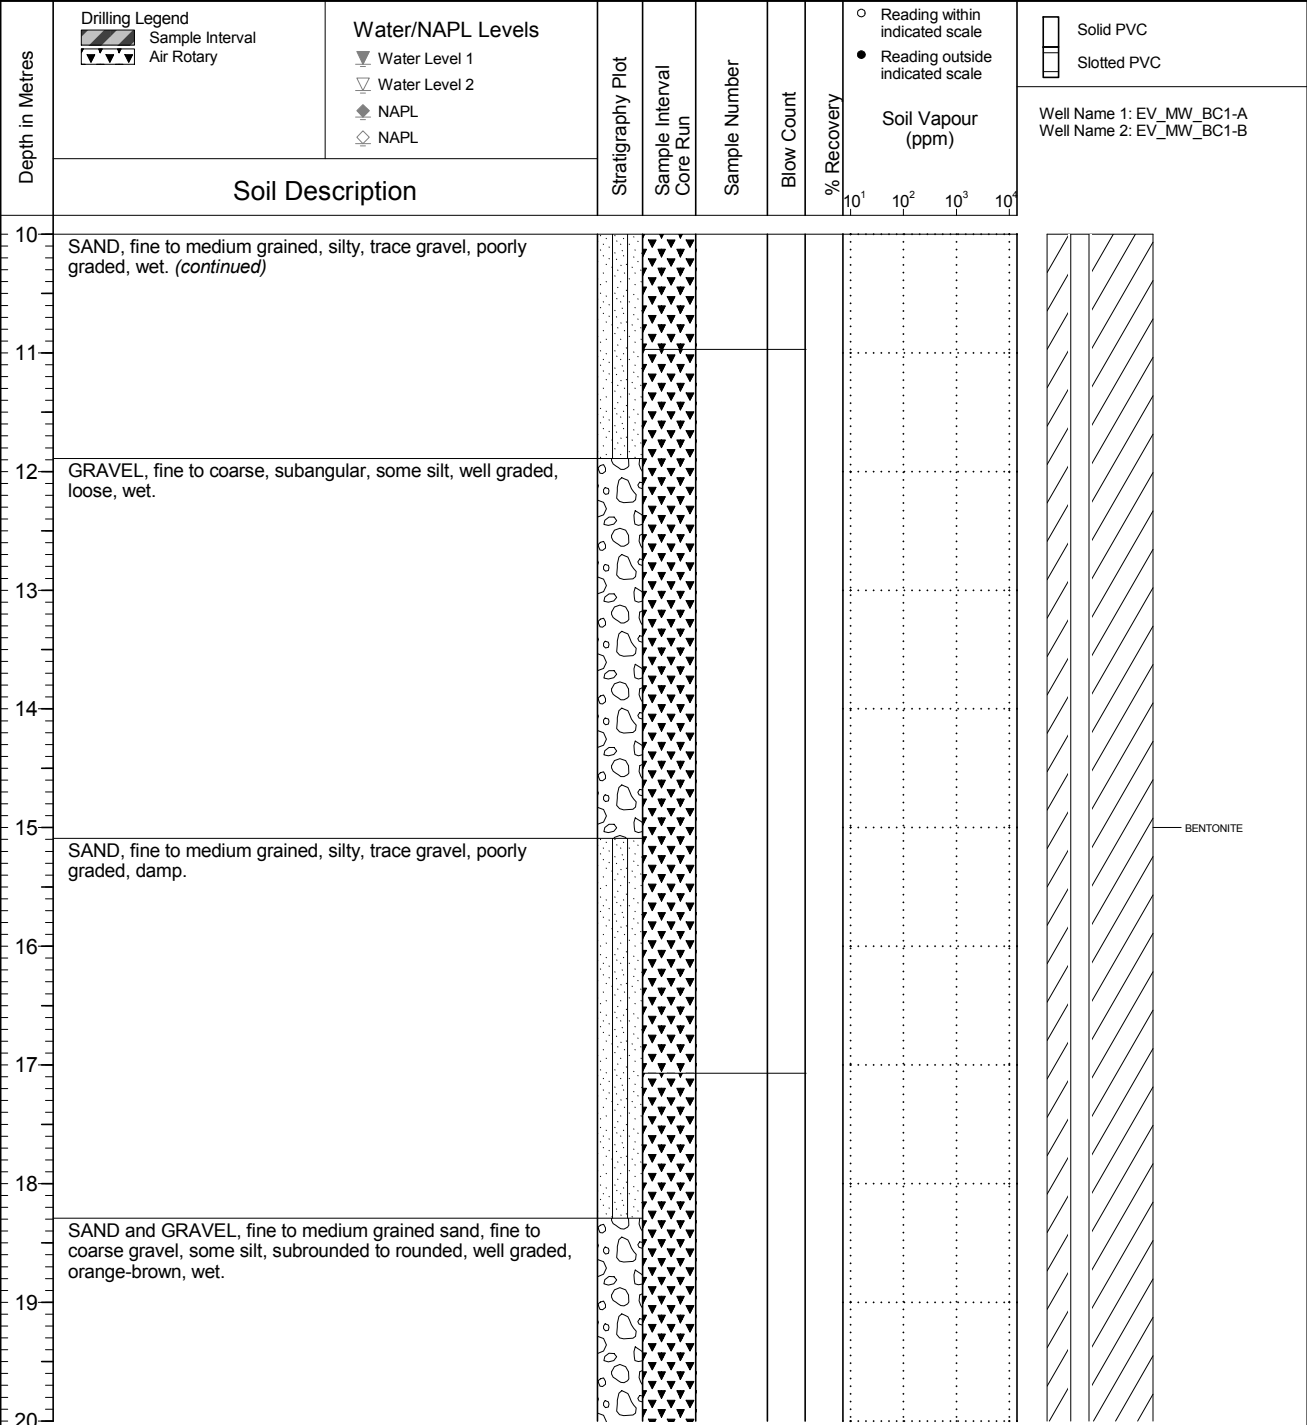 Depth in Metres
Drilling Legend
Sample Interval
Air Rotary
Water/NAPL Levels
Water Level 1
Water Level 2
NAPL
NAPL
Soil Description
Stratigraphy Plot
Sample Interval
Core Run
Sample Number
Blow Count
% Recovery
Reading within
indicated scale
Reading outside
indicated scale
Soil Vapour
(ppm)
10¹ 10² 10³ 10⁴
Solid PVC
Slotted PVC
Well Name 1: EV_MW_BC1-A
Well Name 2: EV_MW_BC1-B
10
SAND, fine to medium grained, silty, trace gravel, poorly
graded, wet. (continued)
11
12
GRAVEL, fine to coarse, subangular, some silt, well graded,
loose, wet.
13
14
15
BENTONITE
SAND, fine to medium grained, silty, trace gravel, poorly
graded, damp.
16
17
18
SAND and GRAVEL, fine to medium grained sand, fine to
coarse gravel, some silt, subrounded to rounded, well graded,
orange-brown, wet.
19
20